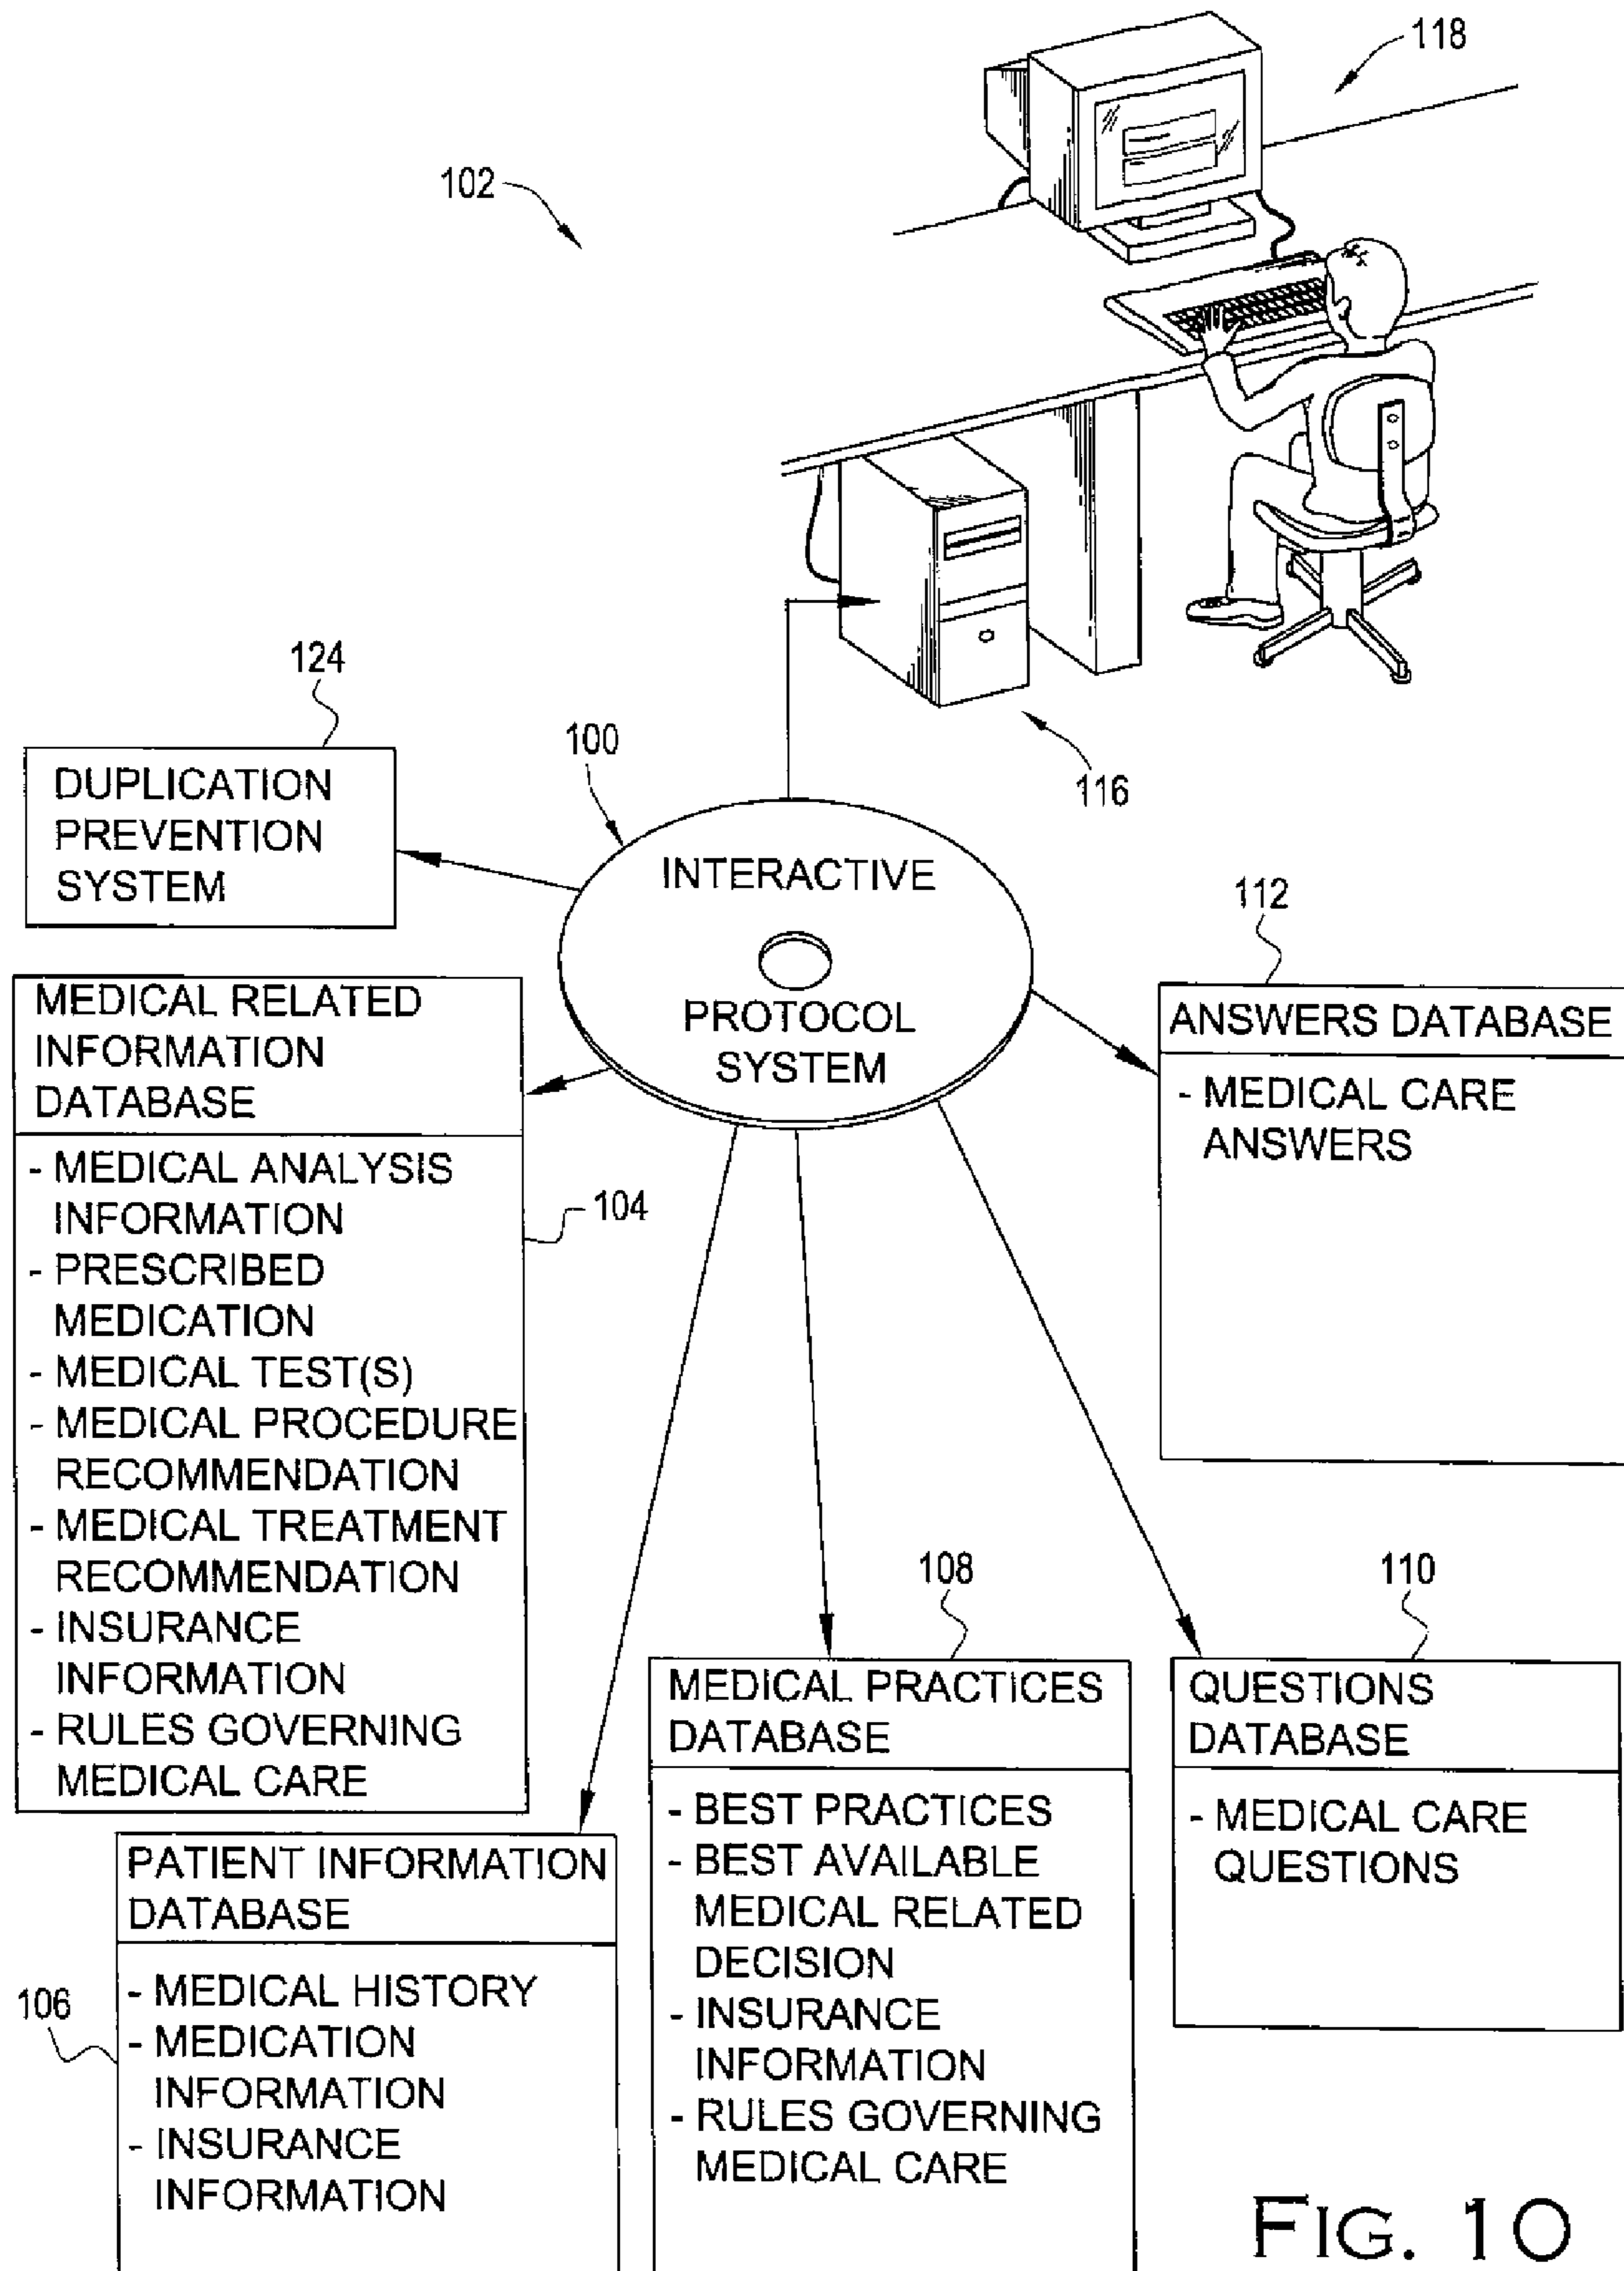 118
102
116
124
DUPLICATION
PREVENTION
SYSTEM
100
INTERACTIVE
PROTOCOL
SYSTEM
112
ANSWERS DATABASE
- MEDICAL CARE
ANSWERS
MEDICAL RELATED
INFORMATION
DATABASE
- MEDICAL ANALYSIS
INFORMATION
- PRESCRIBED
MEDICATION
- MEDICAL TEST(S)
- MEDICAL PROCEDURE
RECOMMENDATION
- MEDICAL TREATMENT
RECOMMENDATION
- INSURANCE
INFORMATION
- RULES GOVERNING
MEDICAL CARE
104
PATIENT INFORMATION
DATABASE
- MEDICAL HISTORY
- MEDICATION
INFORMATION
- INSURANCE
INFORMATION
106
108
MEDICAL PRACTICES
DATABASE
- BEST PRACTICES
- BEST AVAILABLE
MEDICAL RELATED
DECISION
- INSURANCE
INFORMATION
- RULES GOVERNING
MEDICAL CARE
110
QUESTIONS
DATABASE
- MEDICAL CARE
QUESTIONS
FIG. 10